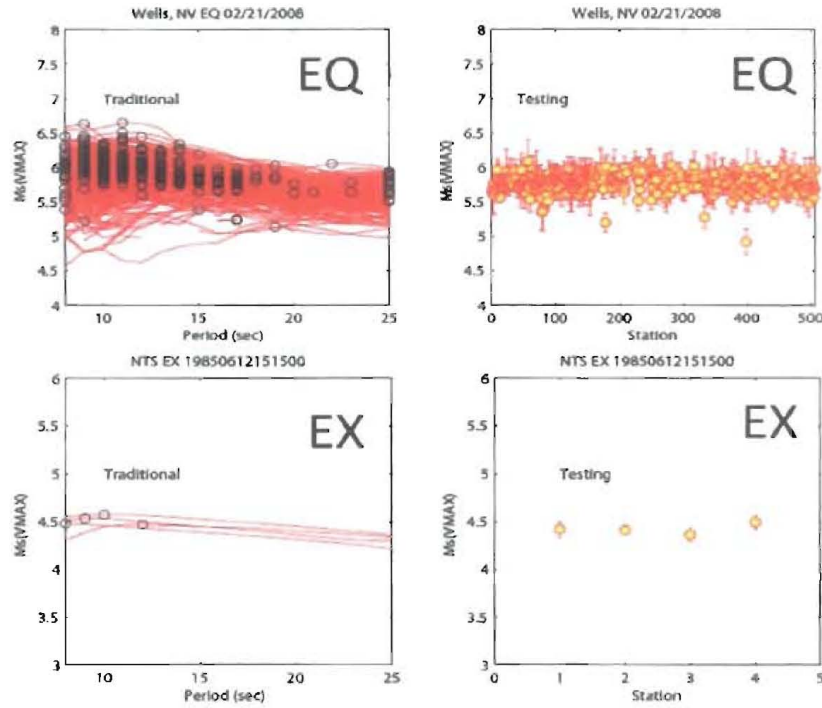 Wells, NV EQ 02/21/2008
8
7.5
7
6.5
6
5.5
5
4.5
4
Ms(VMAX)
EQ
Traditional
10
15
20
25
Period (sec)
Wells, NV 02/21/2008
8
7.5
7
6.5
6
5.5
5
4.5
4
Ms(VMAX)
EQ
Testing
0
100
200
300
400
500
Station
NTS EX 19850612151500
6
5.5
5
4.5
4
3.5
3
Ms(VMAX)
EX
Traditional
10
15
20
25
Period (sec)
NTS EX 19850612151500
6
5.5
5
4.5
4
3.5
3
Ms(VMAX)
EX
Testing
0
1
2
3
4
5
Station